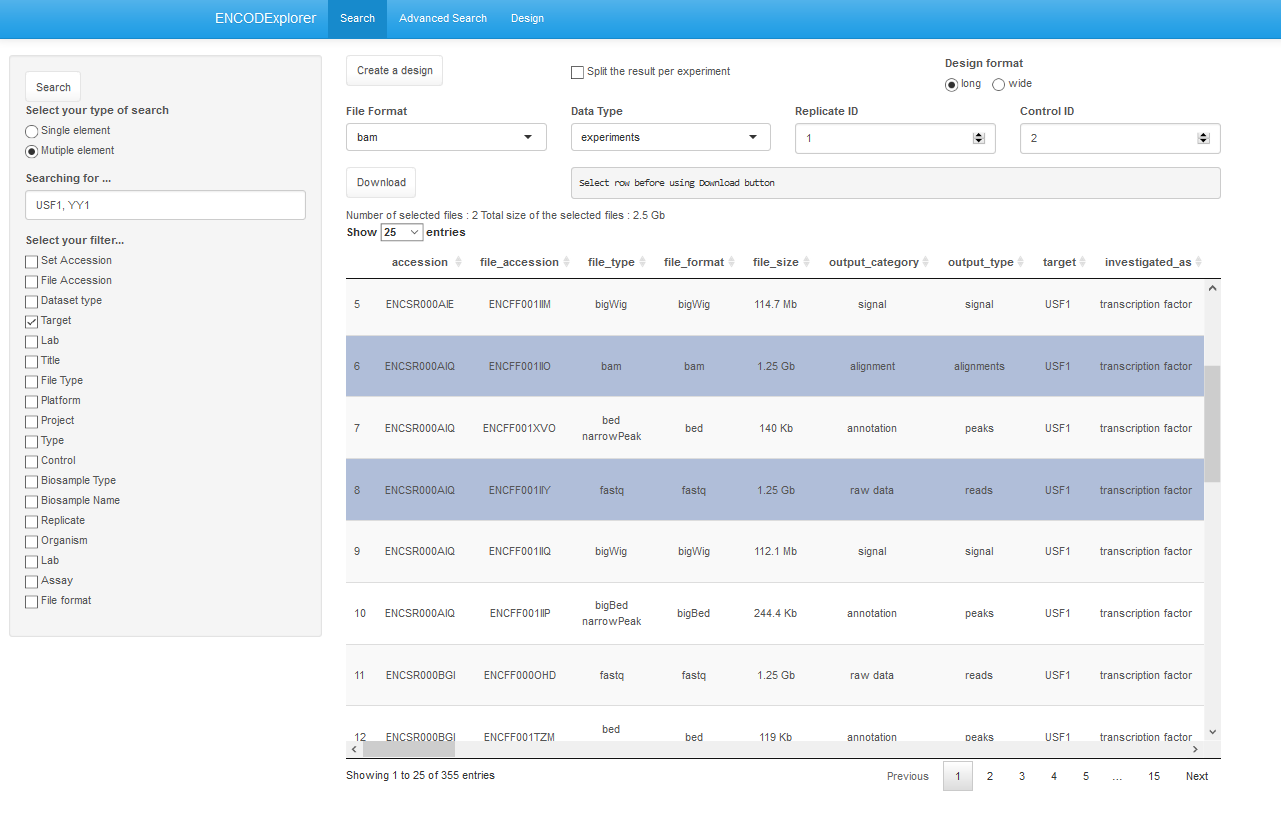 ENCODExplorer Search Advanced Search Design
Search
Select your type of search
Single element
Mutiple element
Searching for ...
USF1, YY1
Select your filter...
Set Accession
File Accession
Dataset type
Target
Lab
Title
File Type
Platform
Project
Type
Control
Biosample Type
Biosample Name
Replicate
Organism
Lab
Assay
File format
Create a design
Split the result per experiment
Design format
long wide
File Format Data Type Replicate ID Control ID
bam experiments 1 2
Download
Select row before using Download button
Number of selected files : 2 Total size of the selected files : 2.5 Gb
Show 25 entries
accession file_accession file_type file_format file_size output_category output_type target investigated_as
5 ENCSR000AIE ENCFF001IIM bigWig bigWig 114.7 Mb signal signal USF1 transcription factor
6 ENCSR000AIQ ENCFF001IIO bam bam 1.25 Gb alignment alignments USF1 transcription factor
7 ENCSR000AIQ ENCFF001XVO bed narrowPeak bed 140 Kb annotation peaks USF1 transcription factor
8 ENCSR000AIQ ENCFF001IIY fastq fastq 1.25 Gb raw data reads USF1 transcription factor
9 ENCSR000AIQ ENCFF001IIQ bigWig bigWig 112.1 Mb signal signal USF1 transcription factor
10 ENCSR000AIQ ENCFF001IIP bigBed narrowPeak bigBed 244.4 Kb annotation peaks USF1 transcription factor
11 ENCSR000BGI ENCFF000OHD fastq fastq 1.25 Gb raw data reads USF1 transcription factor
12 ENCSR000BGI ENCFF001TZM bed bed 119 Kb annotation peaks USF1 transcription factor
Showing 1 to 25 of 355 entries
Previous 1 2 3 4 5 ... 15 Next